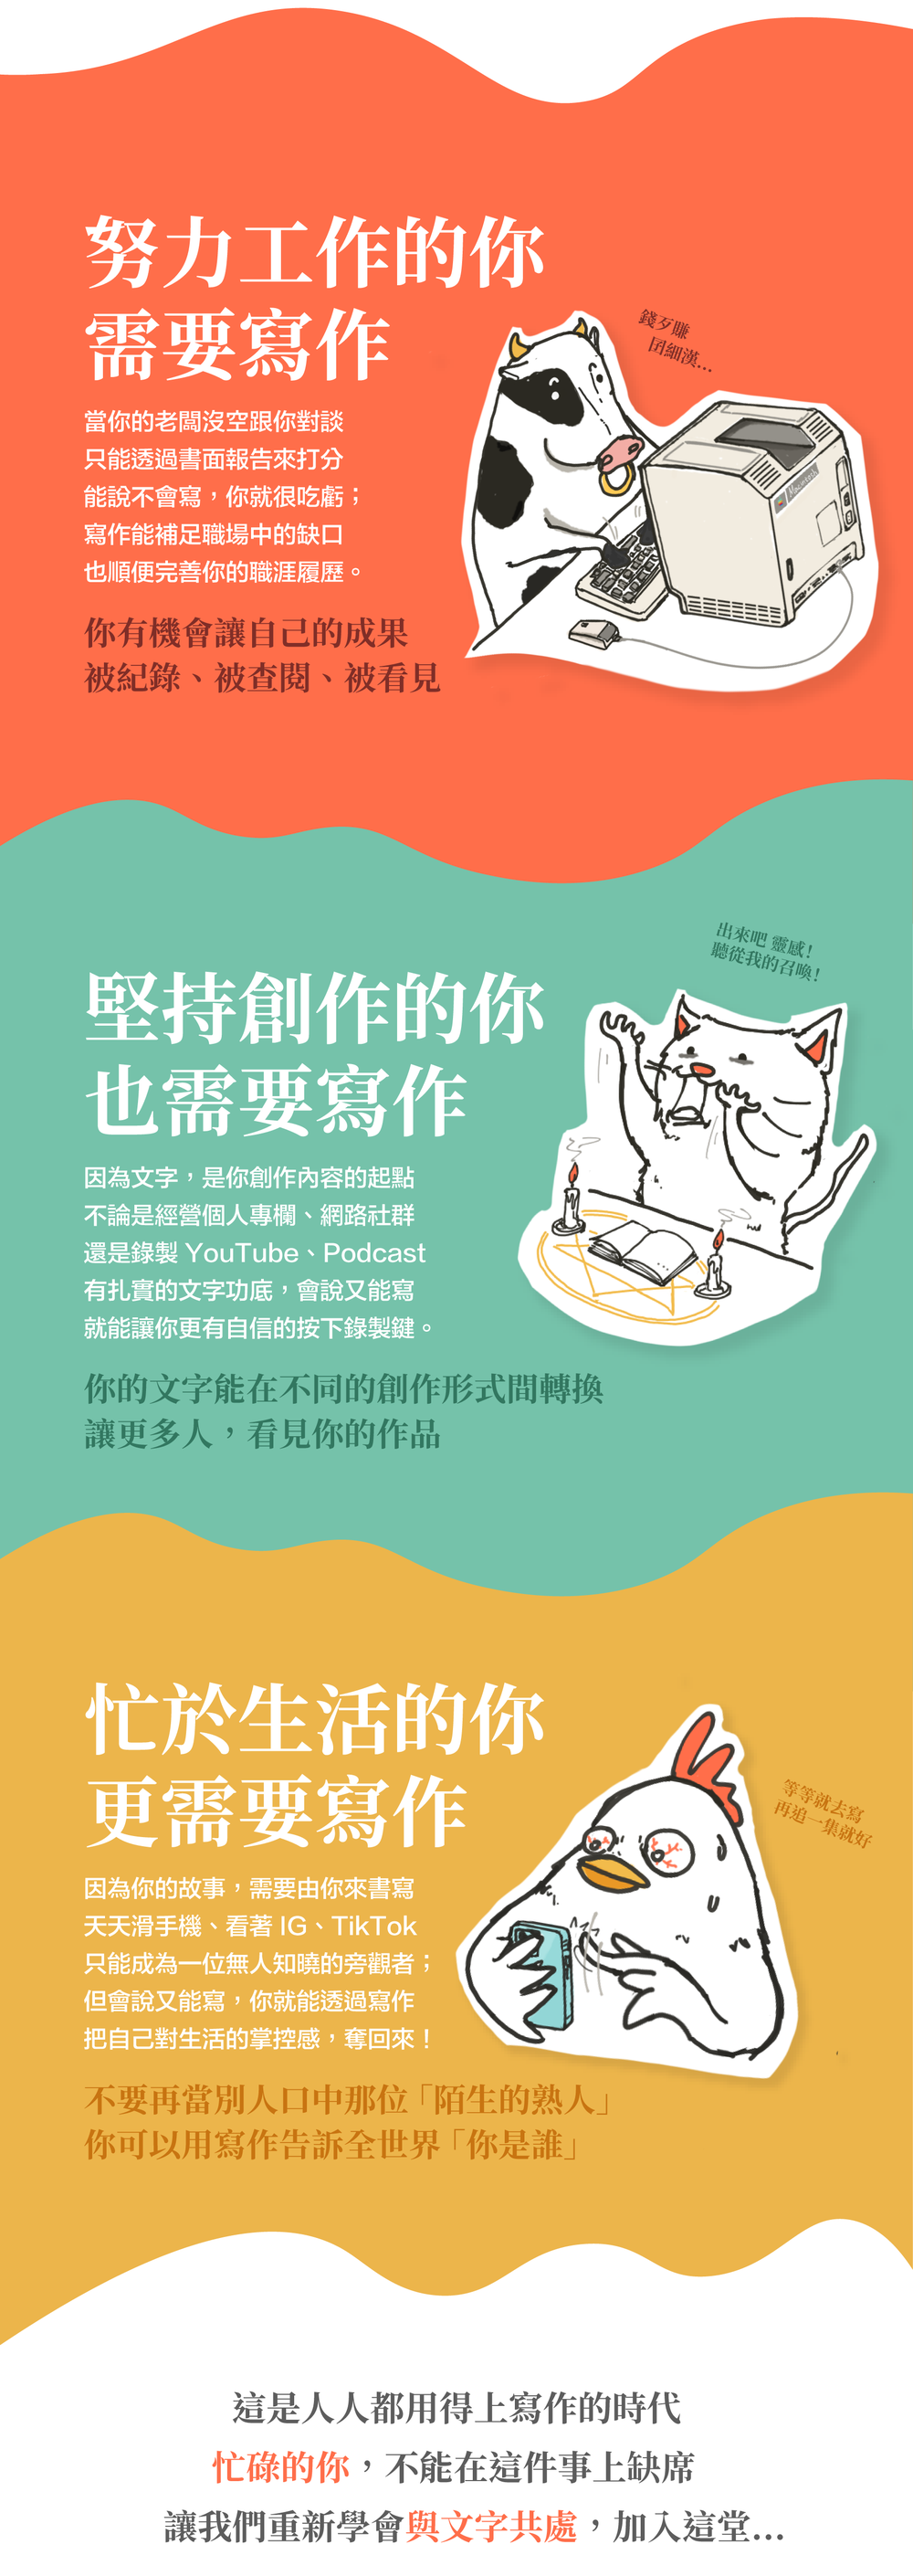 努力工作的你
需要寫作
錢歹賺
囝細漢...
當你的老闆沒空跟你對談
只能透過書面報告來打分
能說不會寫，你就很吃虧；
寫作能補足職場中的缺口
也順便完善你的職涯履歷。
Macintosh
你有機會讓自己的成果
被紀錄、被查閱、被看見
出來吧 靈感！
聽從我的召喚！
堅持創作的你
也需要寫作
因為文字，是你創作內容的起點
不論是經營個人專欄、網路社群
還是錄製 YouTube、Podcast
有扎實的文字功底，會說又能寫
就能讓你更有自信的按下錄製鍵。
你的文字能在不同的創作形式間轉換
讓更多人，看見你的作品
忙於生活的你
更需要寫作
等等就去寫
再追一集就好
因為你的故事，需要由你來書寫
天天滑手機、看著 IG、TikTok
只能成為一位無人知曉的旁觀者；
但會說又能寫，你就能透過寫作
把自己對生活的掌控感，奪回來！
不要再當別人口中那位「陌生的熟人」
你可以用寫作告訴全世界「你是誰」
這是人人都用得上寫作的時代
忙碌的你，不能在這件事上缺席
讓我們重新學會與文字共處，加入這堂...